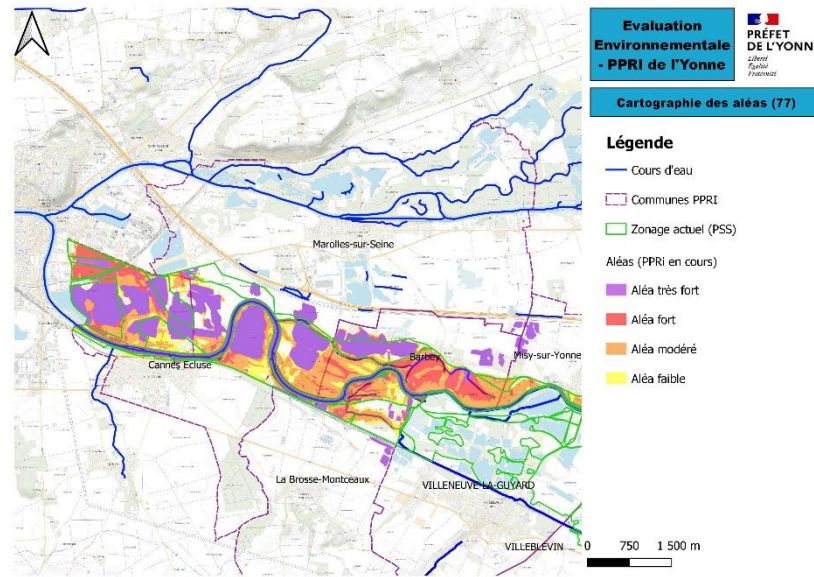 Evaluation
Environnementale
- PPRI de l'Yonne
PRÉFET
DE L'YONNE
Liberté
Égalité
Fraternité
Cartographie des aléas (77)
Légende
Cours d'eau
Communes PPRI
Zonage actuel (PSS)
Aléas (PPRi en cours)
Aléa très fort
Aléa fort
Aléa modéré
Aléa faible
Marolles-sur-Seine
Cannes Ecluse
Barbey
Misy-sur-Yonne
La Brosse-Montceaux
VILLENEUVE-LA-GUYARD
VILLEBLEVIN
0 750 1 500 m